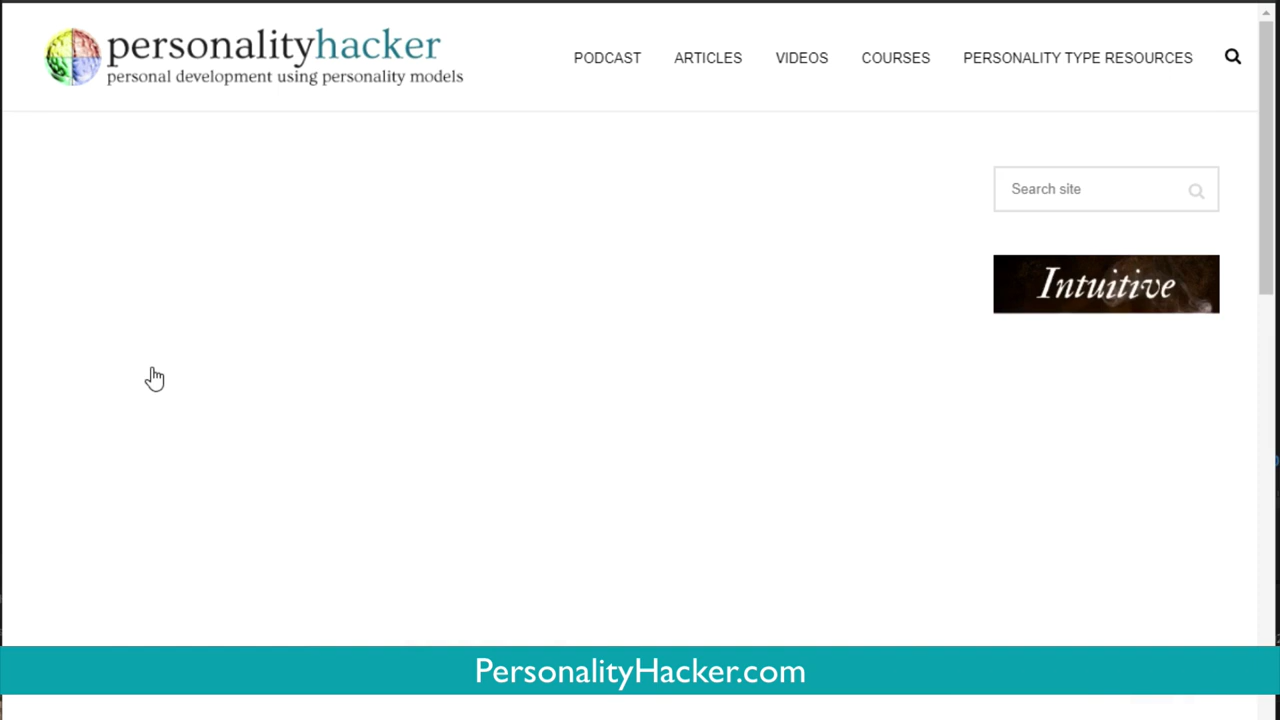 personalityhacker
personal development using personality models
PODCAST ARTICLES VIDEOS COURSES PERSONALITY TYPE RESOURCES
Search site
Intuitive
PersonalityHacker.com